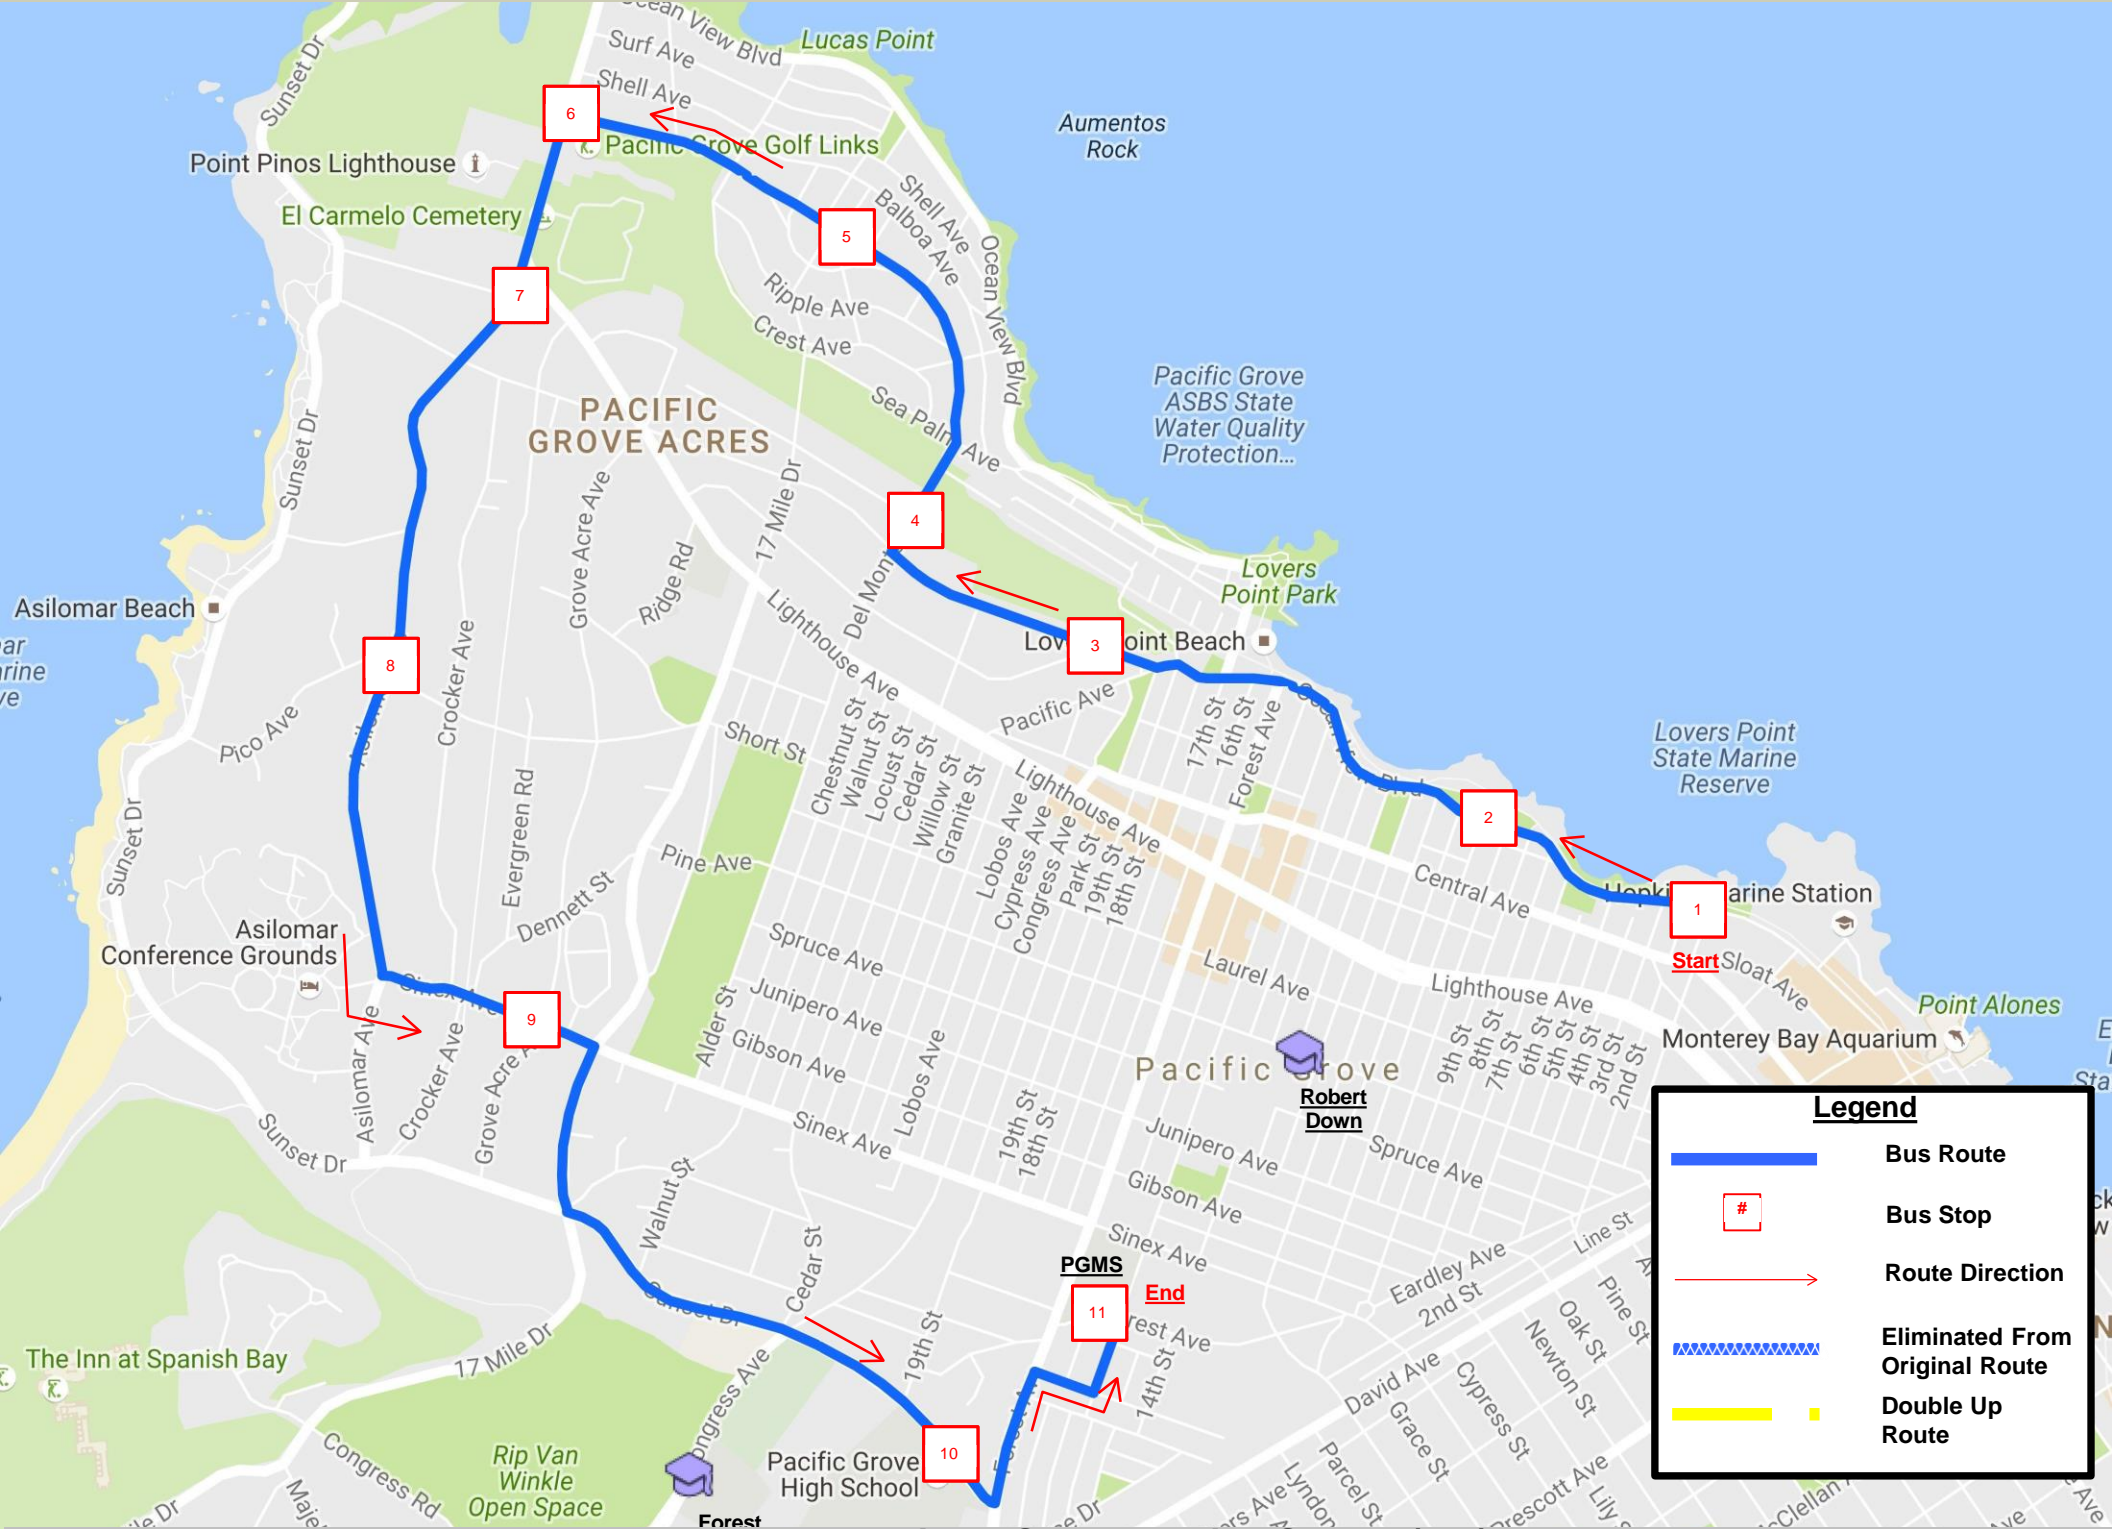 Ocean View Blvd
Lucas Point
Surf Ave
Sunset Dr
Shell Ave
6
Aumentos
Rock
Pacific Grove Golf Links
Point Pinos Lighthouse
El Carmelo Cemetery
Shell Ave
Balboa Ave
5
Ocean View Blvd
7
Ripple Ave
Crest Ave
Pacific Grove
ASBS State
Water Quality
Protection...
PACIFIC
GROVE ACRES
Sea Palm Ave
Sunset Dr
Grove Acre Ave
17 Mile Dr
4
Ridge Rd
Del Mont
Lovers
Point Park
Asilomar Beach
Lighthouse Ave
3
oint Beach
8
Crocker Ave
Pico Ave
Pacific Ave
Short St
Chestnut St
Walnut St
Locust St
Cedar St
Willow St
Granite St
17th St
16th St
Forest Ave
Lovers Point
State Marine
Reserve
Lighthouse Ave
2
Sunset Dr
Evergreen Rd
Pine Ave
Dennett St
Lobos Ave
Cypress Ave
Congress Ave
Park St
19th St
18th St
Central Ave
arine Station
1
Start
Sloat Ave
Asilomar
Conference Grounds
Sinex Ave
9
Spruce Ave
Junipero Ave
Gibson Ave
Alder St
Laurel Ave
Lighthouse Ave
Point Alones
Monterey Bay Aquarium
Asilomar Ave
Crocker Ave
Grove Acre
Lobos Ave
Pacific Grove
Robert
Down
9th St
8th St
7th St
6th St
5th St
4th St
3rd St
2nd St
Sunset Dr
Sinex Ave
19th St
18th St
Junipero Ave
Spruce Ave
Gibson Ave
Walnut St
Cedar St
Sinex Ave
Line St
Eardley Ave
2nd St
PGMS
End
11
rest Ave
Sunset Dr
19th St
14th St
17 Mile Dr
The Inn at Spanish Bay
David Ave
Grace St
Cypress St
Newton St
Oak St
Pine St
Congress Rd
Rip Van
Winkle
Open Space
ongress Ave
Pacific Grove
High School
10
Parcel St
Lyndon
Lily
McClellan
Forest
Legend
Bus Route
# Bus Stop
Route Direction
Eliminated From
Original Route
Double Up
Route